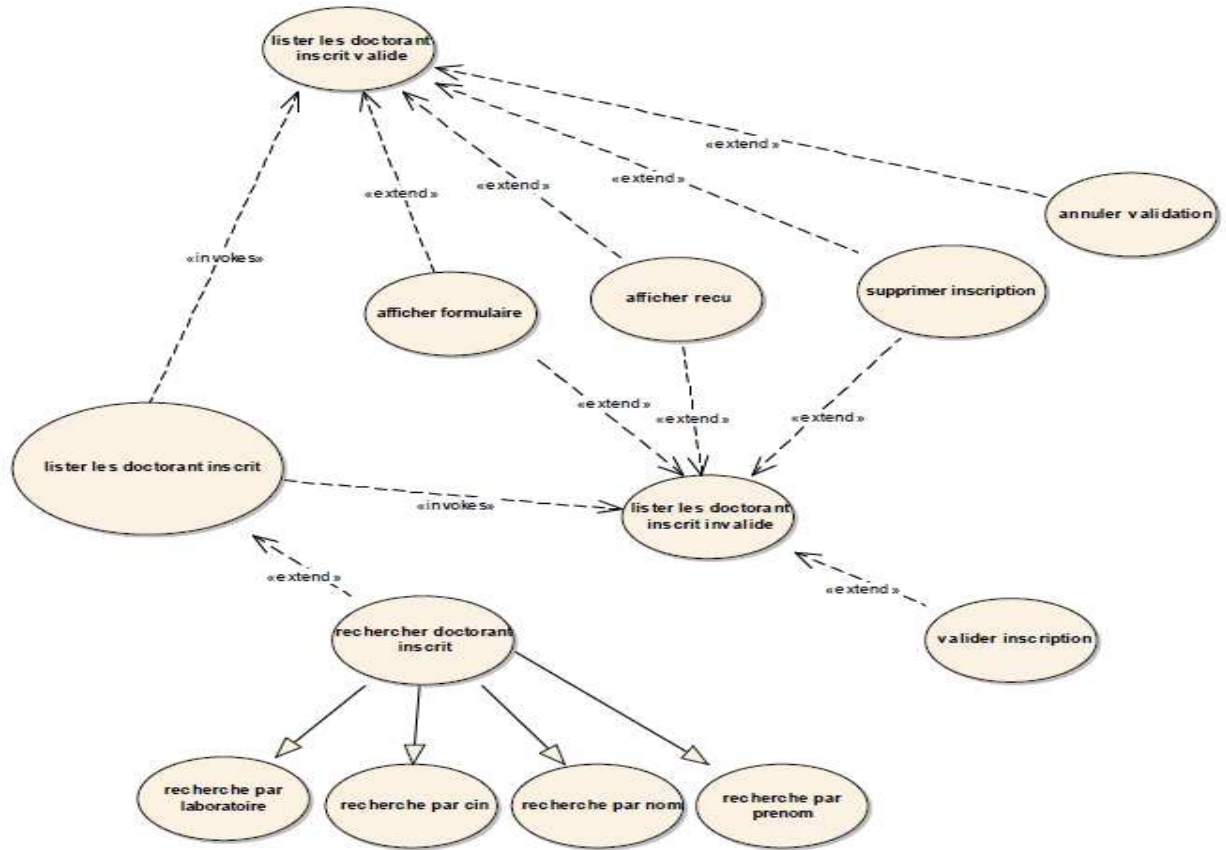 lister les doctorant
inscrit valide
«extend»
annuler validation
«extend»
«extend»
«extend»
«invokes»
afficher formulaire
afficher recu
supprimer inscription
«extend»
«extend»
«extend»
lister les doctorant inscrit
«invokes»
lister les doctorant
inscrit invalide
«extend»
«extend»
rechercher doctorant
inscrit
valider inscription
recherche par
laboratoire
recherche par cin
recherche par nom
recherche par
prenom